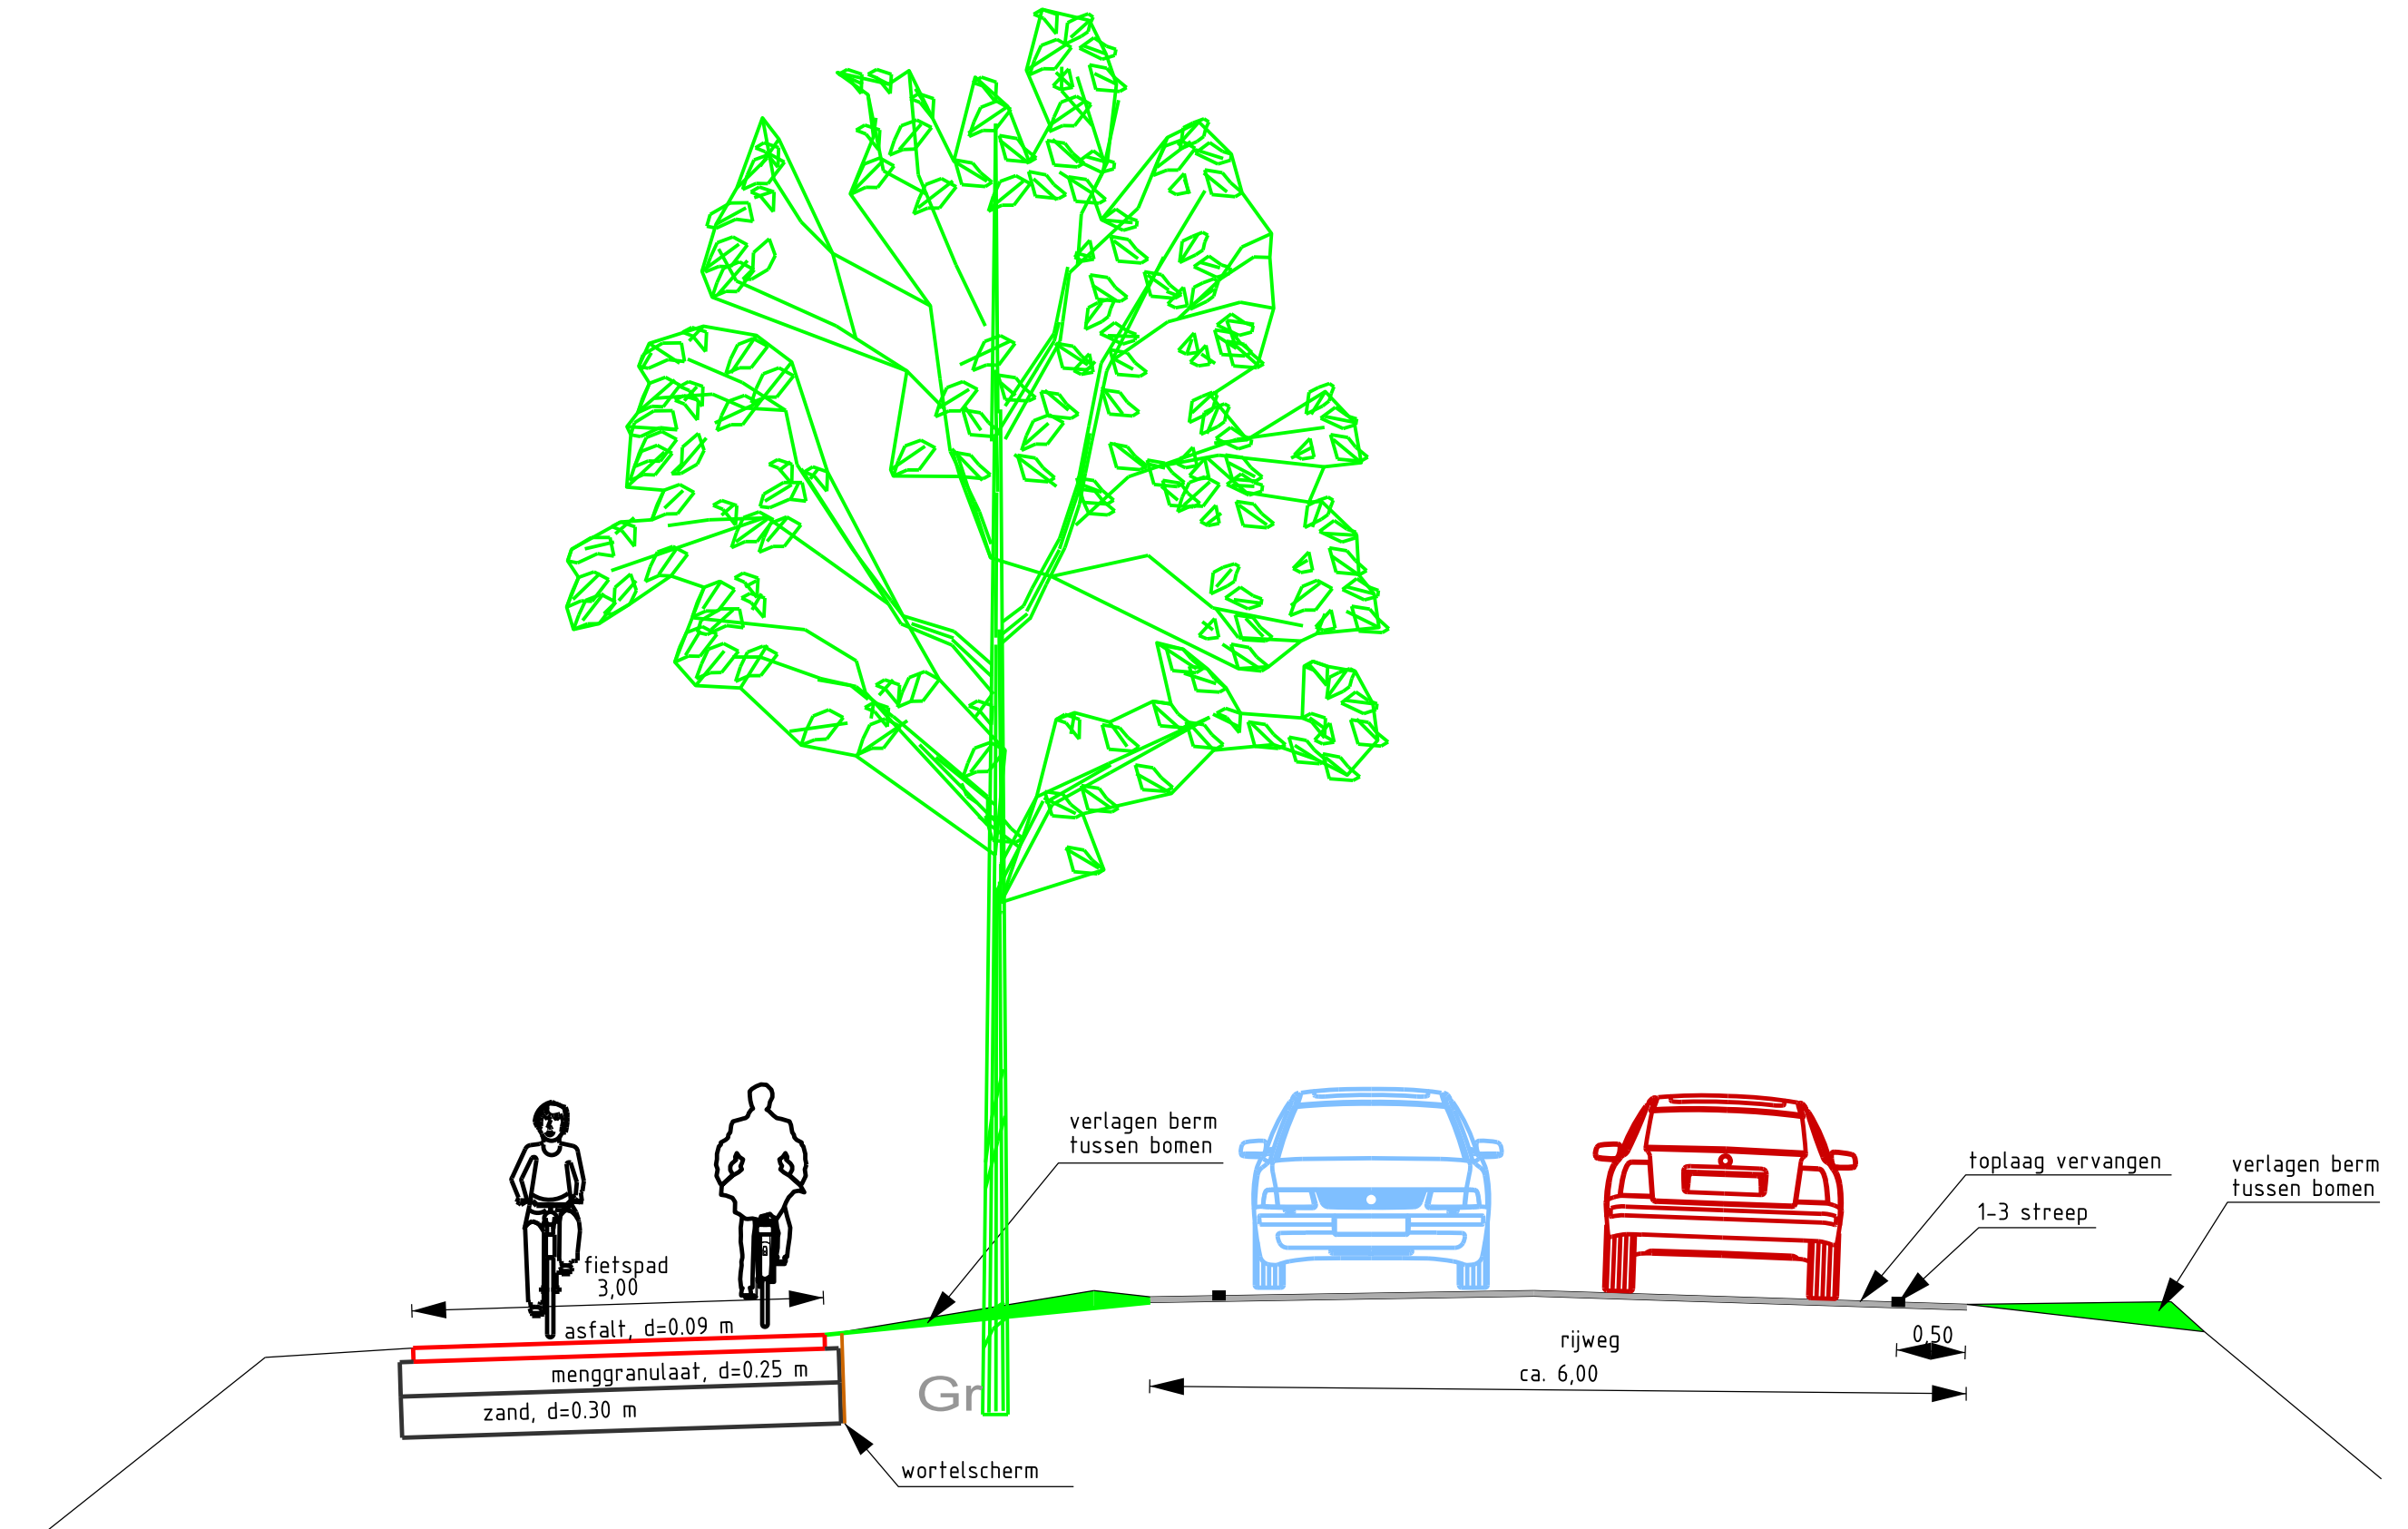 verlagen berm
tussen bomen
toplaag vervangen
verlagen berm
tussen bomen
1-3 streep
fietspad
3,00
asfalt, d=0.09 m
menggranulaat, d=0.25 m
zand, d=0.30 m
rijweg
ca. 6,00
0,50
Gr
wortelscherm